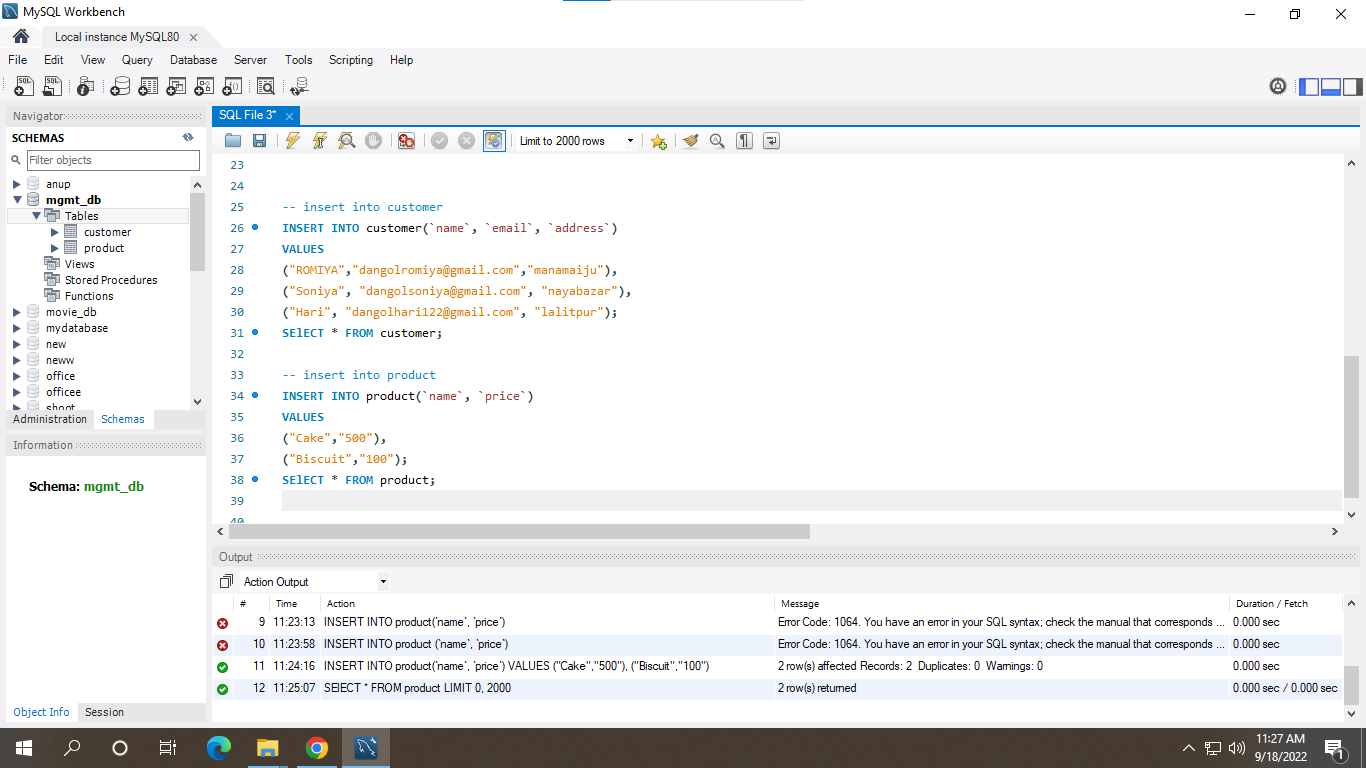 MySQL Workbench
Local instance MySQL80
File Edit View Query Database Server Tools Scripting Help
Navigator
SCHEMAS
Filter objects
anup
mgmt_db
Tables
customer
product
Views
Stored Procedures
Functions
movie_db
mydatabase
new
neww
office
officee
shoot
Administration Schemas
Information
Schema: mgmt_db
Object Info Session
SQL File 3*
Limit to 2000 rows
23
24
25 -- insert into customer
26 INSERT INTO customer(`name`, `email`, `address`)
27 VALUES
28 ("ROMIYA","dangolromiya@gmail.com","manamaiju"),
29 ("Soniya", "dangolsoniya@gmail.com", "nayabazar"),
30 ("Hari", "dangolhari122@gmail.com", "lalitpur");
31 SElECT * FROM customer;
32
33 -- insert into product
34 INSERT INTO product(`name`, `price`)
35 VALUES
36 ("Cake","500"),
37 ("Biscuit","100");
38 SElECT * FROM product;
39
40
Output
Action Output
# Time Action Message Duration / Fetch
9 11:23:13 INSERT INTO product(`name`, `price`) Error Code: 1064. You have an error in your SQL syntax; check the manual that corresponds ... 0.000 sec
10 11:23:58 INSERT INTO product (`name`, `price`) Error Code: 1064. You have an error in your SQL syntax; check the manual that corresponds ... 0.000 sec
11 11:24:16 INSERT INTO product(`name`, `price`) VALUES ("Cake","500"), ("Biscuit","100") 2 row(s) affected Records: 2 Duplicates: 0 Warnings: 0 0.000 sec
12 11:25:07 SElECT * FROM product LIMIT 0, 2000 2 row(s) returned 0.000 sec / 0.000 sec
11:27 AM
9/18/2022
1